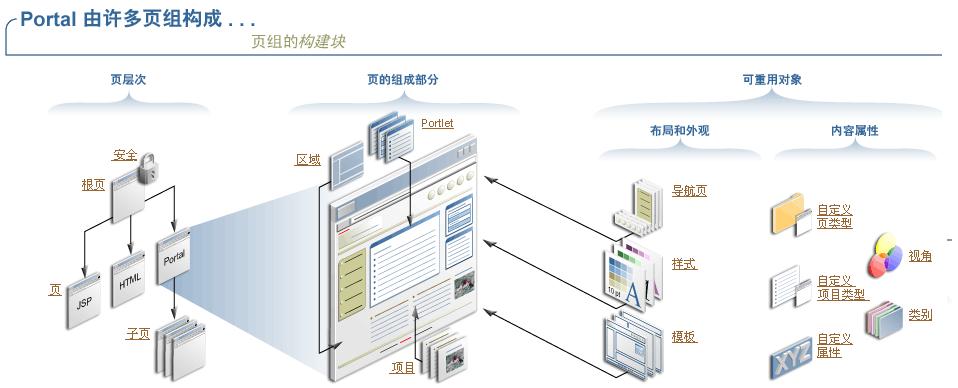 Portal 由许多页组构成 . . .
页组的构建块
页层次
页的组成部分
可重用对象
布局和外观
内容属性
安全
根页
页
JSP
HTML
Portal
子页
区域
Portlet
项目
导航页
样式
10 pt
A
模板
自定义
页类型
自定义
项目类型
自定义
属性
XYZ
视角
类别